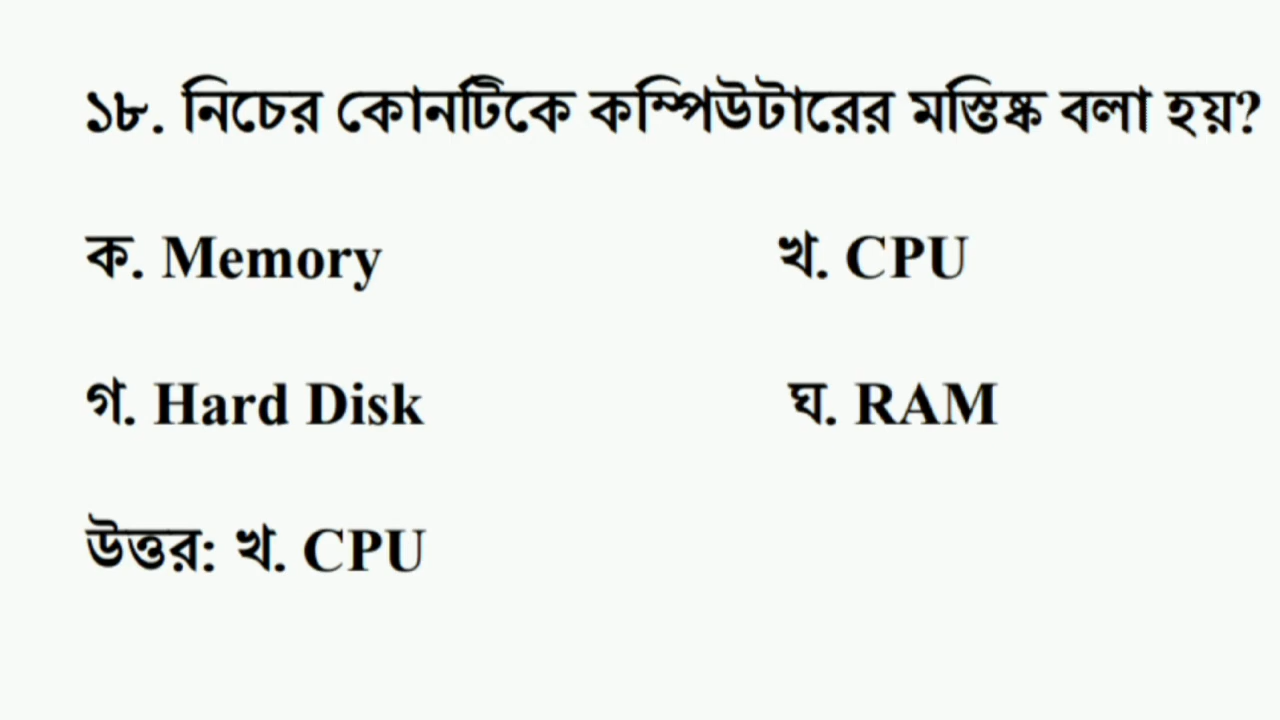 ১৮. নিচের কোনটিকে কম্পিউটারের মস্তিষ্ক বলা হয়?
ক. Memory খ. CPU
গ. Hard Disk ঘ. RAM
উত্তর: খ. CPU